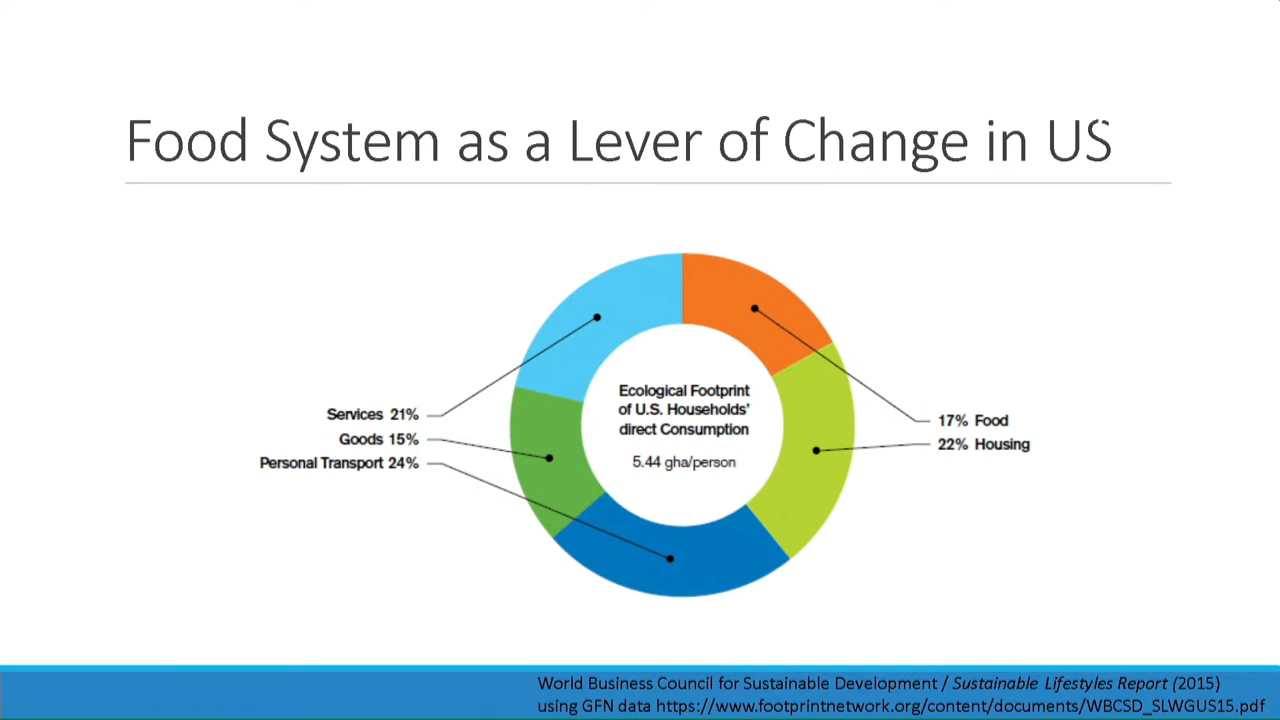 Food System as a Lever of Change in US
Ecological Footprint
of U.S. Households’
direct Consumption
5.44 gha/person
Services 21%
Goods 15%
Personal Transport 24%
17% Food
22% Housing
World Business Council for Sustainable Development / Sustainable Lifestyles Report (2015)
using GFN data https://www.footprintnetwork.org/content/documents/WBCSD_SLWGUS15.pdf